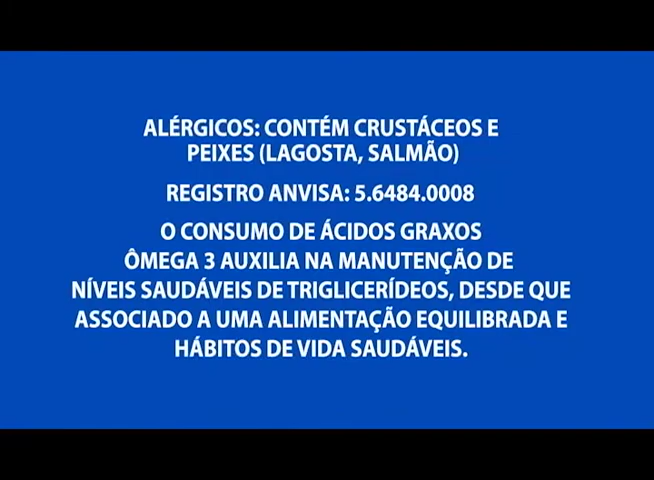 ALÉRGICOS: CONTÉM CRUSTÁCEOS E
PEIXES (LAGOSTA, SALMÃO)
REGISTRO ANVISA: 5.6484.0008
O CONSUMO DE ÁCIDOS GRAXOS
ÔMEGA 3 AUXILIA NA MANUTENÇÃO DE
NÍVEIS SAUDÁVEIS DE TRIGLICERÍDEOS, DESDE QUE
ASSOCIADO A UMA ALIMENTAÇÃO EQUILIBRADA E
HÁBITOS DE VIDA SAUDÁVEIS.